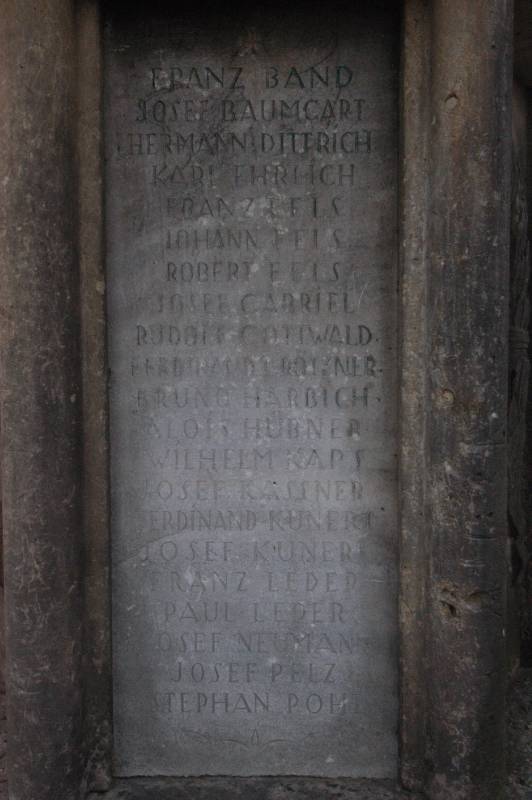 FRANZ BAND
JOSEF BAUMGART
HERMANN DITTRICH
KARL EHRLICH
FRANZ FELS
JOHANN FELS
ROBERT FELS
JOSEF GABRIEL
RUDOLF GOTTWALD
FERDINAND
BRUNO HARBICH
ALOIS HÜBNER
WILHELM KAPS
JOSEF KASSNER
FERDINAND KUNERT
JOSEF KUNERT
FRANZ LEDER
PAUL LEDER
JOSEF NEUMANN
JOSEF PELZ
STEPHAN